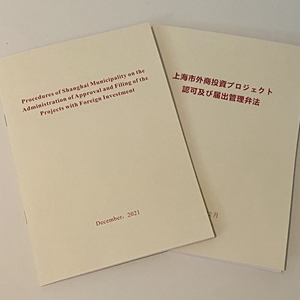 Procedures of Shanghai Municipality on the
Administration of Approval and Filing of the
Projects with Foreign Investment
December, 2021
上海市外商投資プロジェクト
認可及び届出管理弁法
月